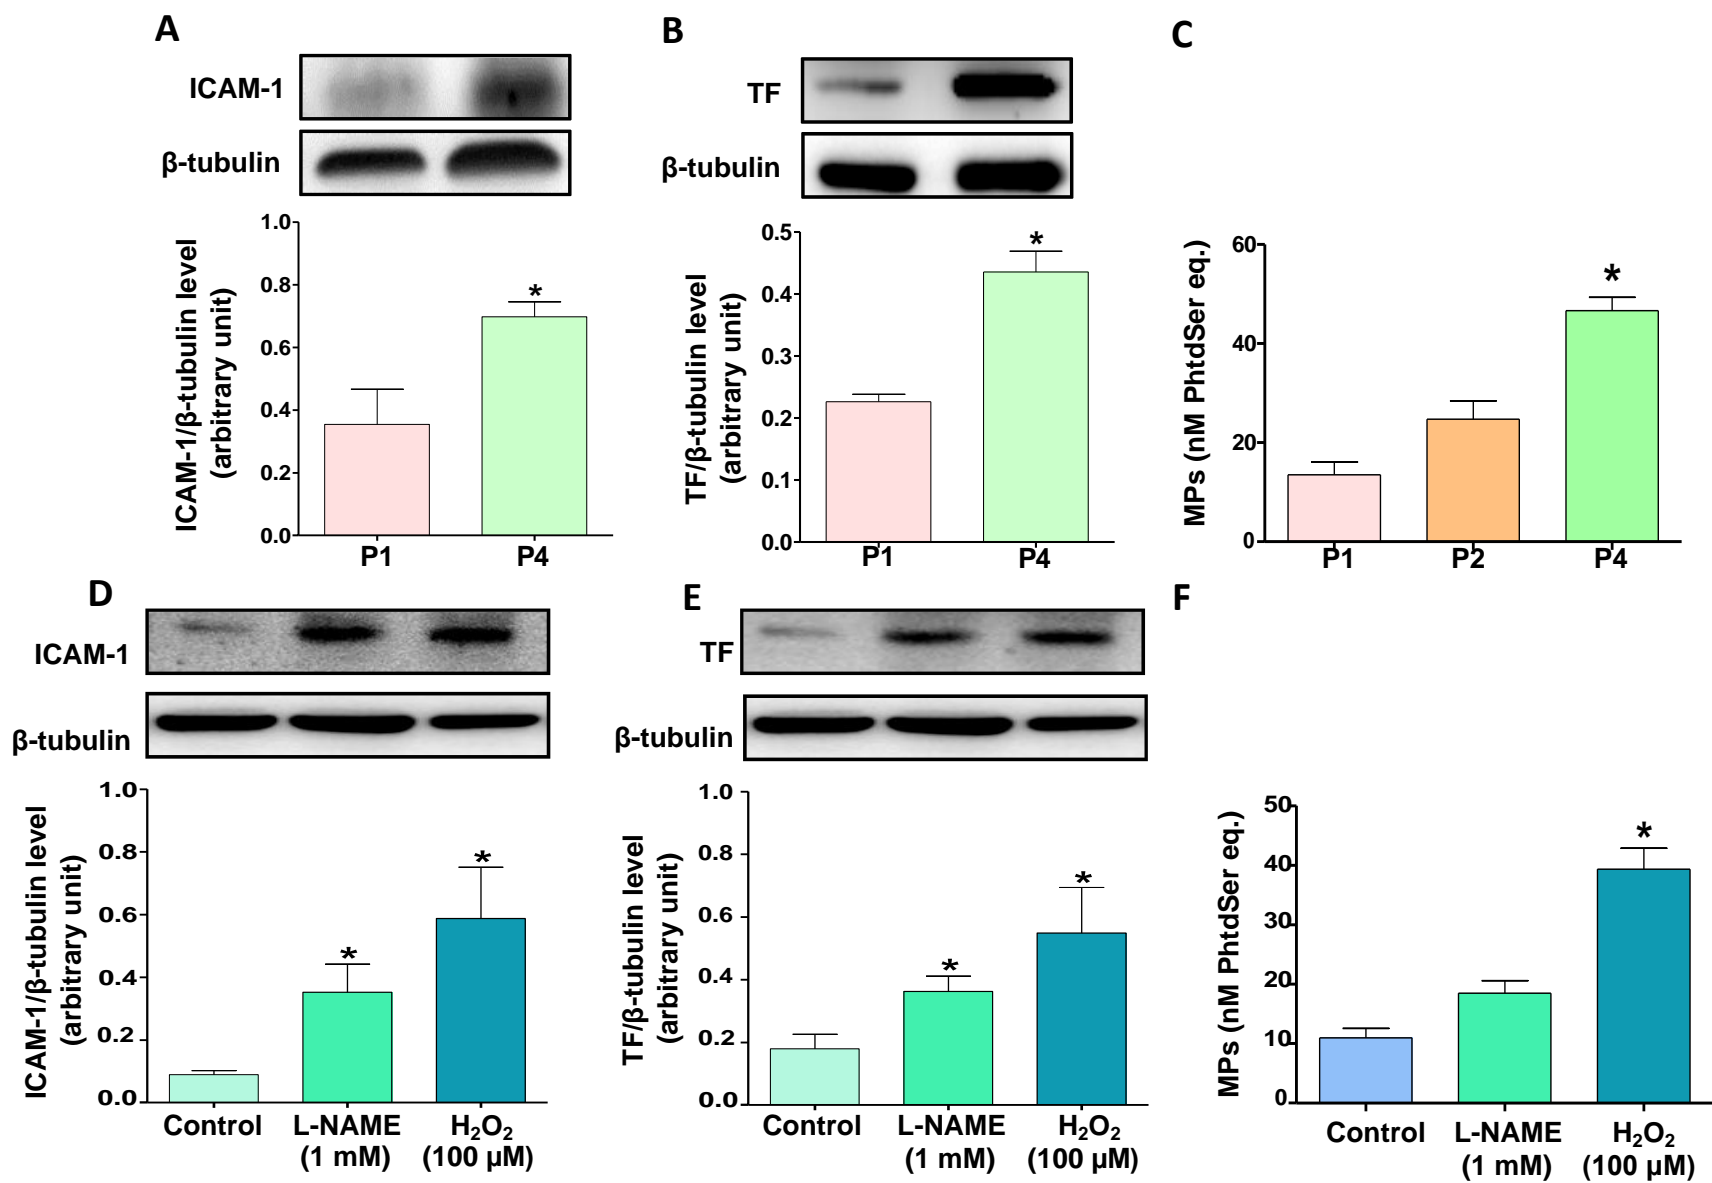 A
ICAM-1
β-tubulin
ICAM-1/β-tubulin level
(arbitrary unit)
1.0
0.8
0.6
0.4
0.2
0.0
*
P1
P4
B
TF
β-tubulin
TF/β-tubulin level
(arbitrary unit)
0.5
0.4
0.3
0.2
0.1
0.0
*
P1
P4
C
MPs (nM PhtdSer eq.)
60
40
20
0
*
P1
P2
P4
D
ICAM-1
β-tubulin
ICAM-1/β-tubulin level
(arbitrary unit)
1.0
0.8
0.6
0.4
0.2
0.0
*
*
Control
L-NAME
(1 mM)
H₂O₂
(100 µM)
E
TF
β-tubulin
TF/β-tubulin level
(arbitrary unit)
1.0
0.8
0.6
0.4
0.2
0.0
*
*
Control
L-NAME
(1 mM)
H₂O₂
(100 µM)
F
MPs (nM PhtdSer eq.)
50
40
30
20
10
0
*
Control
L-NAME
(1 mM)
H₂O₂
(100 µM)